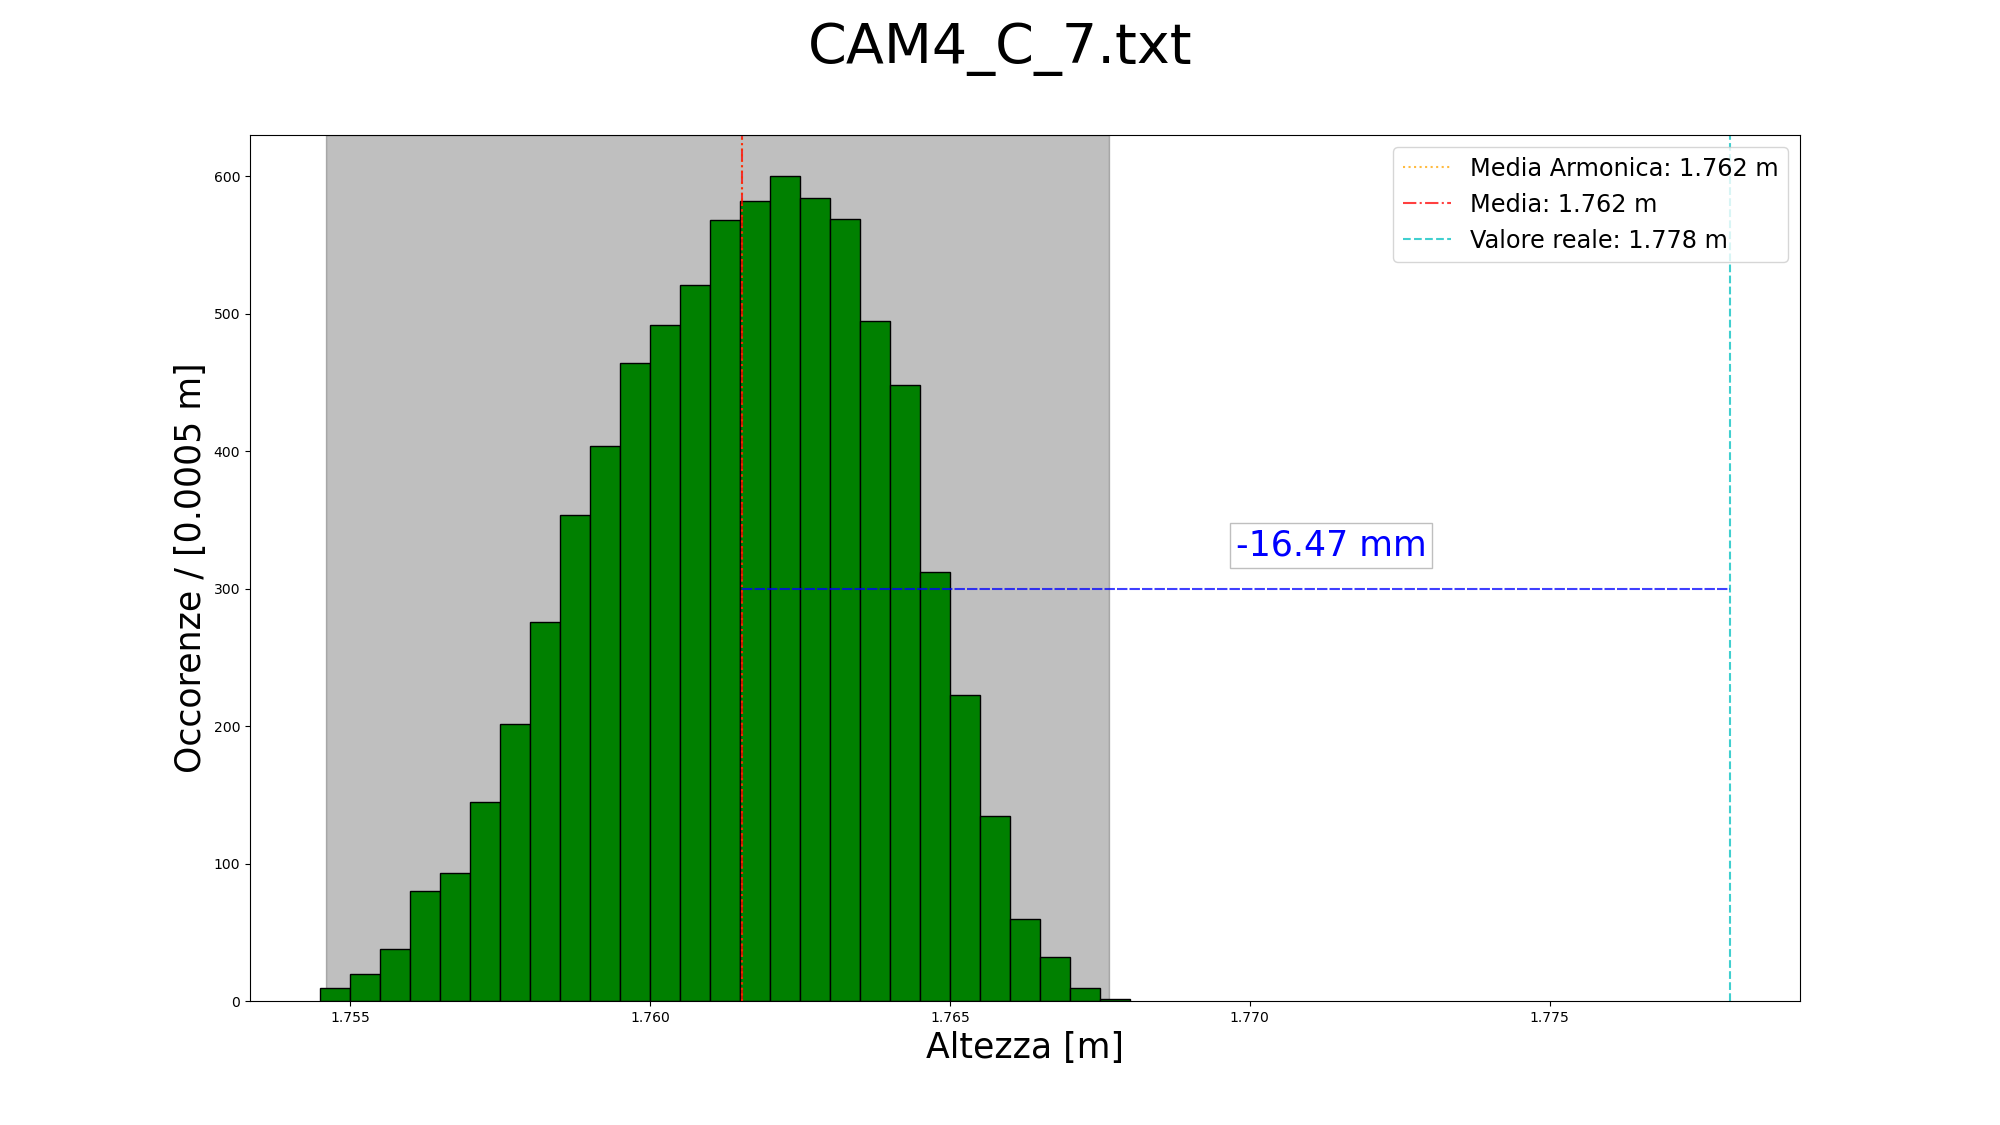 CAM4_C_7.txt
Media Armonica: 1.762 m
Media: 1.762 m
Valore reale: 1.778 m
-16.47 mm
Occorenze / [0.0005 m]
600
500
400
300
200
100
0
1.755 1.760 1.765 1.770 1.775
Altezza [m]